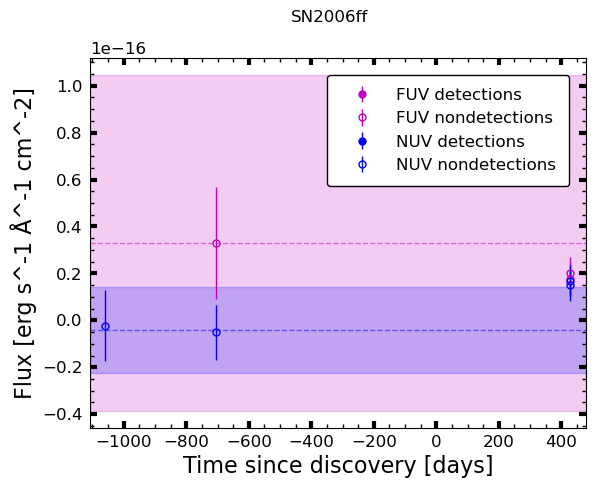 SN2006ff
1e−16
FUV detections
FUV nondetections
NUV detections
NUV nondetections
1.0
0.8
0.6
0.4
0.2
0.0
−0.2
−0.4
Flux [erg s^-1 Å^-1 cm^-2]
−1000 −800 −600 −400 −200 0 200 400
Time since discovery [days]